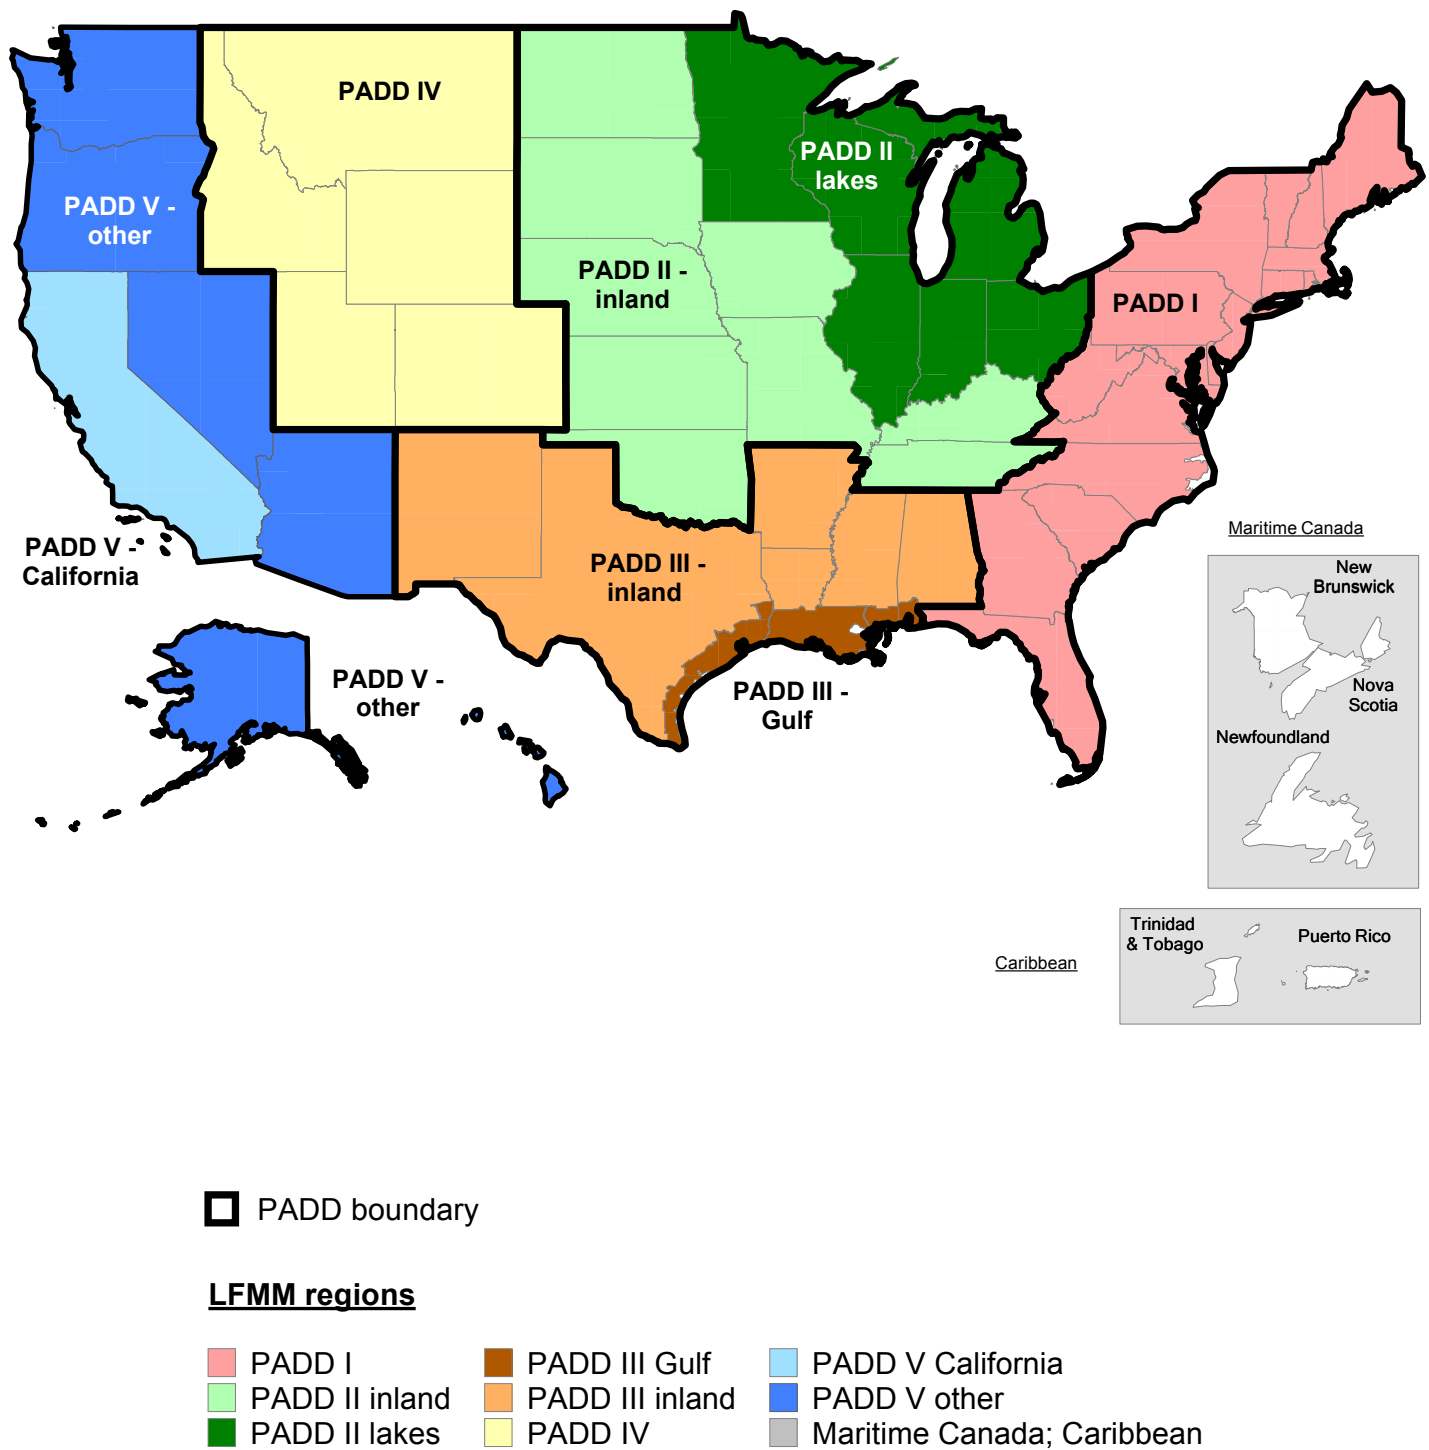 PADD IV
PADD II
lakes
PADD V -
other
PADD II -
inland
PADD I
PADD V -
California
PADD III -
inland
Maritime Canada
New
Brunswick
Nova
Scotia
Newfoundland
PADD V -
other
PADD III -
Gulf
Trinidad
& Tobago
Puerto Rico
Caribbean
PADD boundary
LFMM regions
PADD I
PADD II inland
PADD II lakes
PADD III Gulf
PADD III inland
PADD IV
PADD V California
PADD V other
Maritime Canada; Caribbean